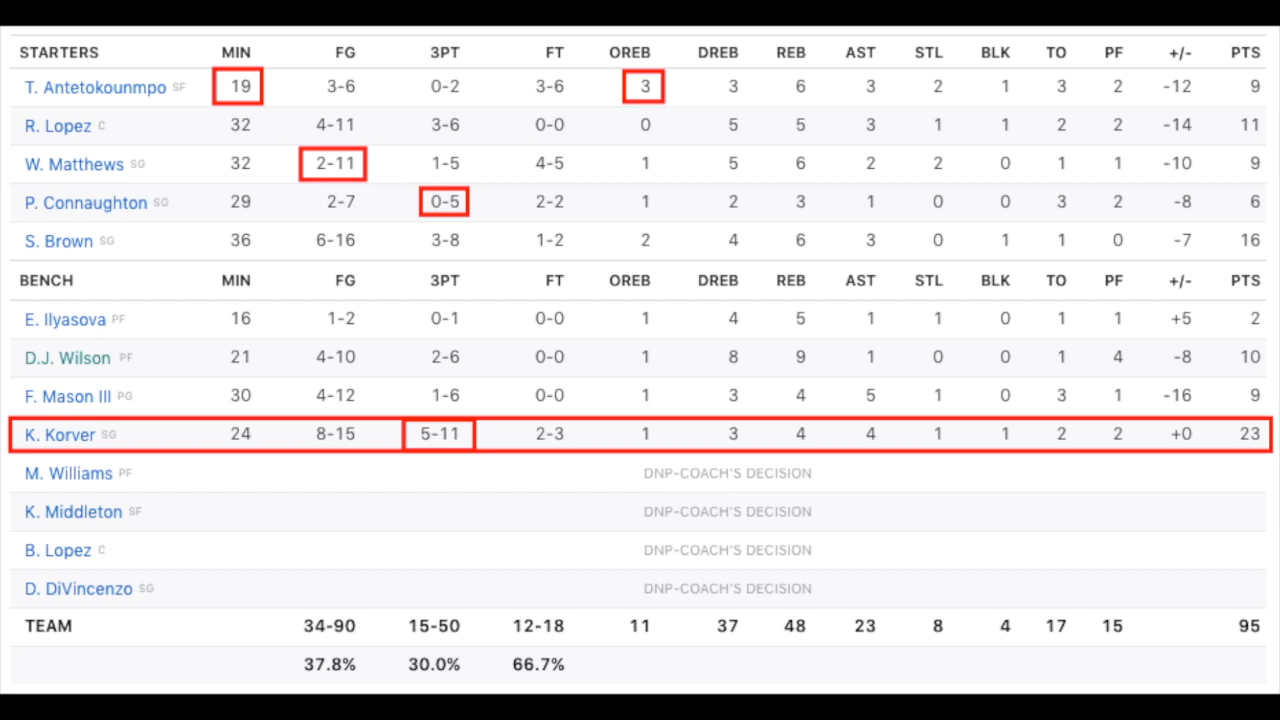 STARTERS MIN FG 3PT FT OREB DREB REB AST STL BLK TO PF +/- PTS
T. Antetokounmpo SF 19 3-6 0-2 3-6 3 3 6 3 2 1 3 2 -12 9
R. Lopez C 32 4-11 3-6 0-0 0 5 5 3 1 1 2 2 -14 11
W. Matthews SG 32 2-11 1-5 4-5 1 5 6 2 2 0 1 1 -10 9
P. Connaughton SG 29 2-7 0-5 2-2 1 2 3 1 0 0 3 2 -8 6
S. Brown SG 36 6-16 3-8 1-2 2 4 6 3 0 1 1 0 -7 16
BENCH MIN FG 3PT FT OREB DREB REB AST STL BLK TO PF +/- PTS
E. Ilyasova PF 16 1-2 0-1 0-0 1 4 5 1 1 0 1 1 +5 2
D.J. Wilson PF 21 4-10 2-6 0-0 1 8 9 1 0 0 1 4 -8 10
F. Mason III PG 30 4-12 1-6 0-0 1 3 4 5 1 0 3 1 -16 9
K. Korver SG 24 8-15 5-11 2-3 1 3 4 4 1 1 2 2 +0 23
M. Williams PF DNP-COACH'S DECISION
K. Middleton SF DNP-COACH'S DECISION
B. Lopez C DNP-COACH'S DECISION
D. DiVincenzo SG DNP-COACH'S DECISION
TEAM 34-90 15-50 12-18 11 37 48 23 8 4 17 15 95
37.8% 30.0% 66.7%